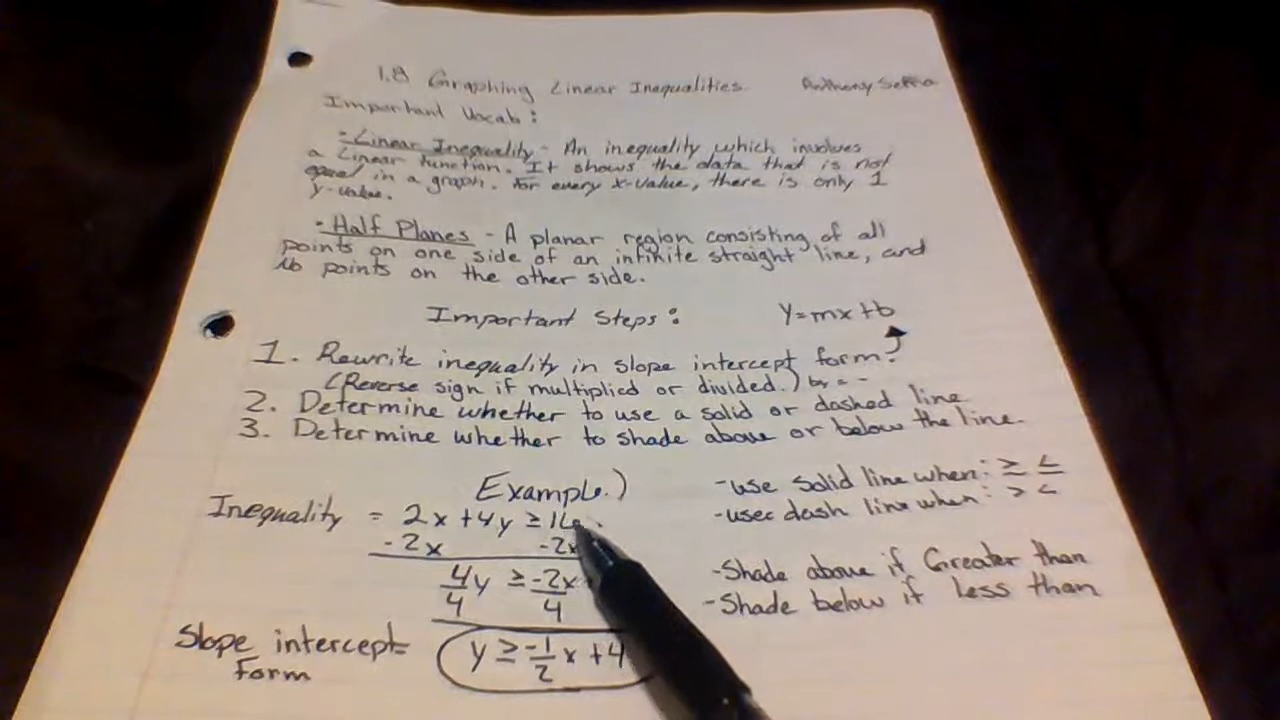 1.8 Graphing Linear Inequalities Anthony
Important Vocab:
- Linear Inequality - An inequality which involves
a Linear function. It shows the data that is not
equal in a graph. For every x-value, there is only 1
y-value.
- Half Planes - A planar region consisting of all
points on one side of an infinite straight line, and
No points on the other side.
Important Steps: y=mx+b
1. Rewrite inequality in slope intercept form?
(Reverse sign if multiplied or divided.) by a -
2. Determine whether to use a solid or dashed line
3. Determine whether to shade above or below the line.
Example.)
Inequality = 2x + 4y ≥ 16
-2x -2x
4y ≥ -2x
4 4
Slope intercept = y ≥ -1/2 x + 4
Form
- use solid line when: ≥ ≤
- use dash line when: > <
- Shade above if Greater than
- Shade below if Less than